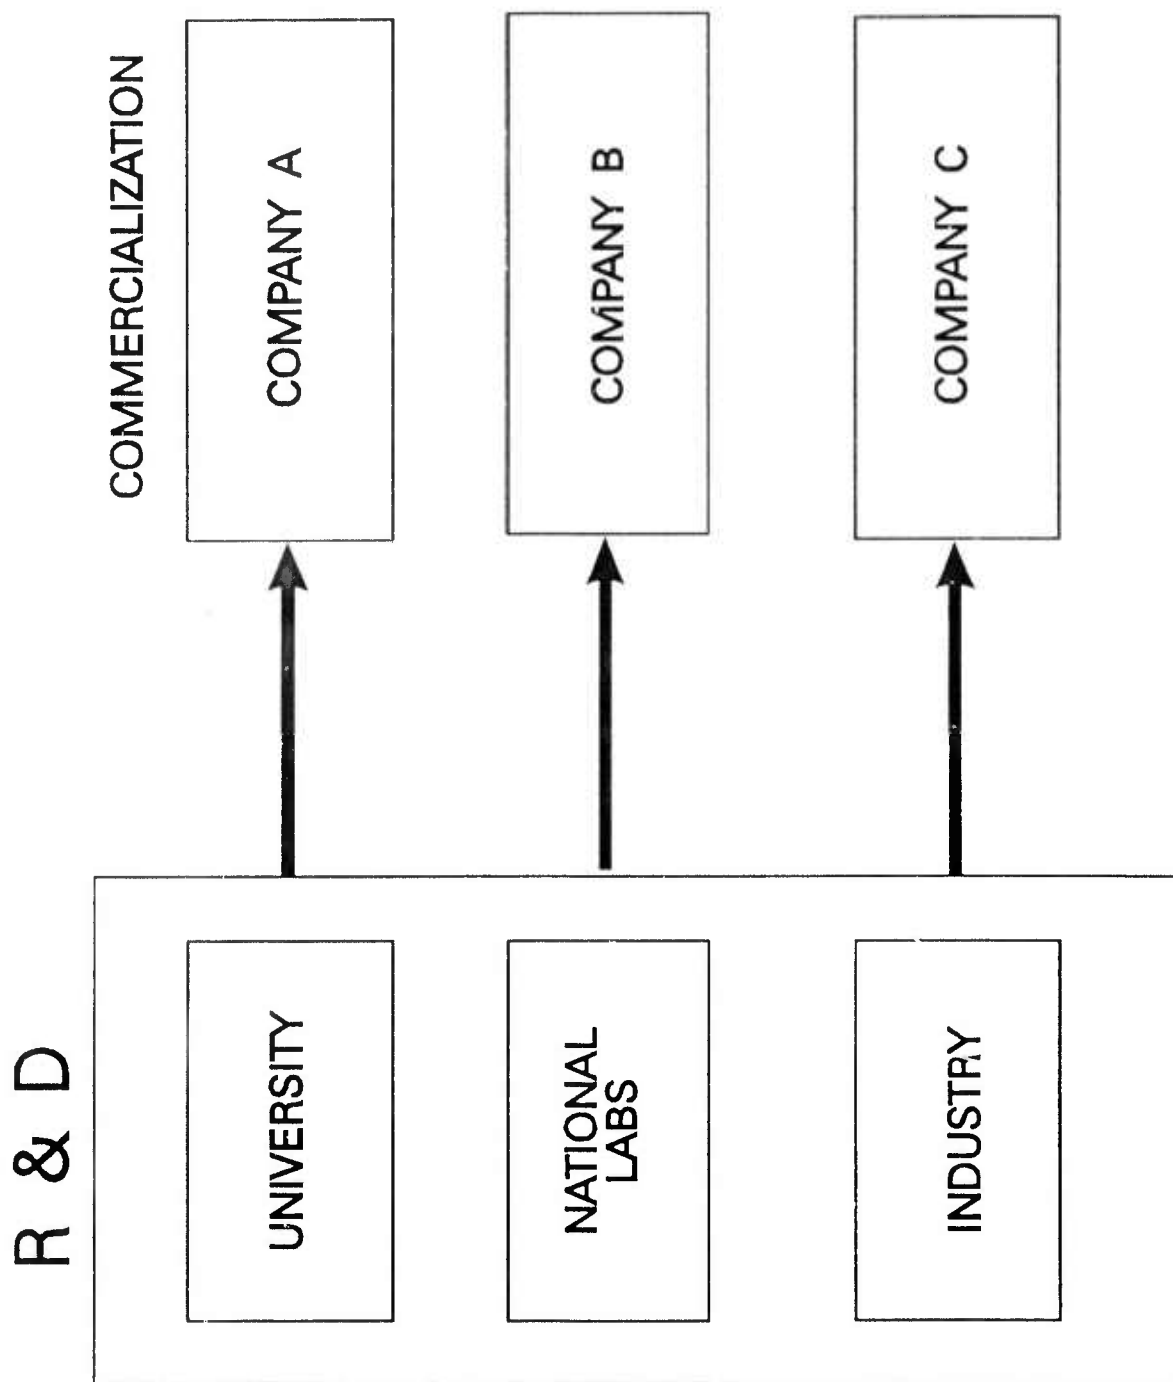 R & D
COMMERCIALIZATION
UNIVERSITY
COMPANY A
NATIONAL
LABS
COMPANY B
INDUSTRY
COMPANY C